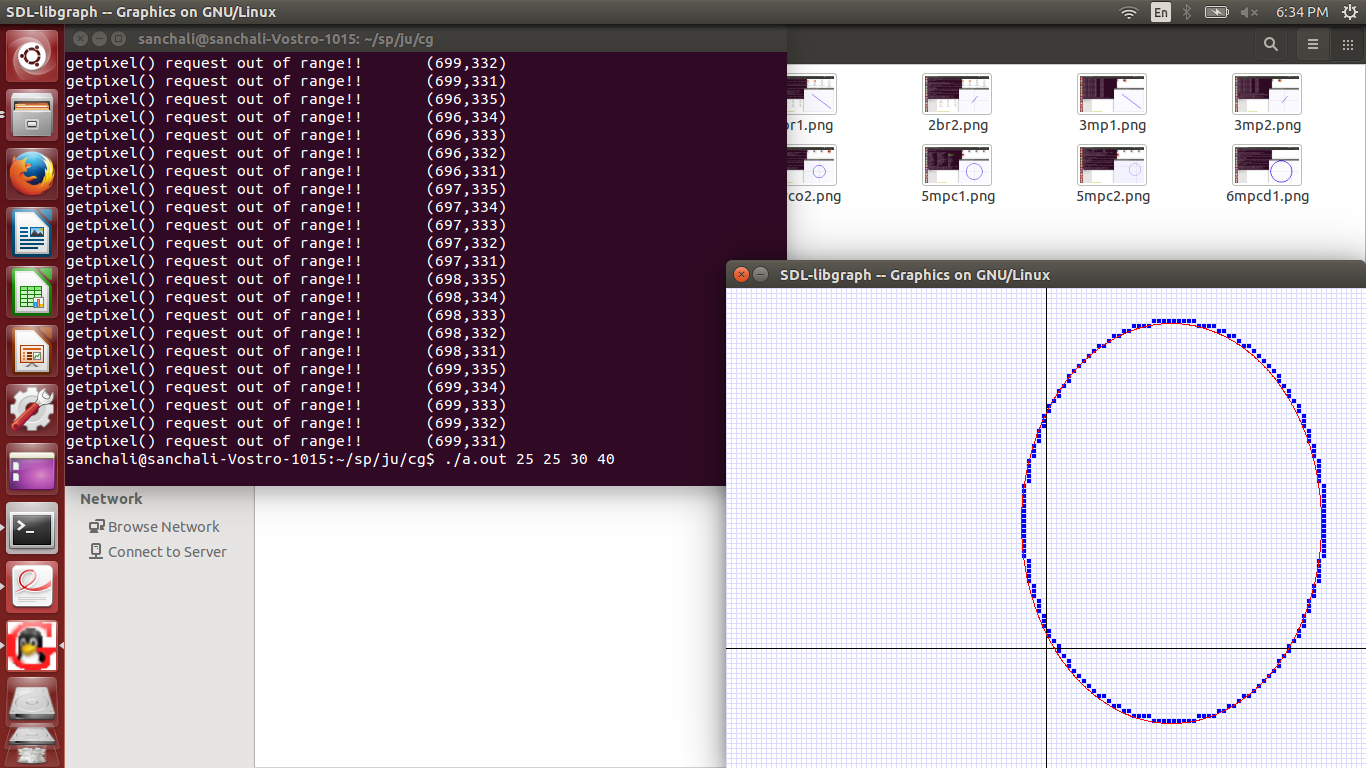 SDL-libgraph -- Graphics on GNU/Linux
En
6:34 PM
sanchali@sanchali-Vostro-1015: ~/sp/ju/cg
getpixel() request out of range!! (699,332)
getpixel() request out of range!! (699,331)
getpixel() request out of range!! (696,335)
getpixel() request out of range!! (696,334)
getpixel() request out of range!! (696,333)
getpixel() request out of range!! (696,332)
getpixel() request out of range!! (696,331)
getpixel() request out of range!! (697,335)
getpixel() request out of range!! (697,334)
getpixel() request out of range!! (697,333)
getpixel() request out of range!! (697,332)
getpixel() request out of range!! (697,331)
getpixel() request out of range!! (698,335)
getpixel() request out of range!! (698,334)
getpixel() request out of range!! (698,333)
getpixel() request out of range!! (698,332)
getpixel() request out of range!! (698,331)
getpixel() request out of range!! (699,335)
getpixel() request out of range!! (699,334)
getpixel() request out of range!! (699,333)
getpixel() request out of range!! (699,332)
getpixel() request out of range!! (699,331)
sanchali@sanchali-Vostro-1015:~/sp/ju/cg$ ./a.out 25 25 30 40
r1.png
2br2.png
3mp1.png
3mp2.png
co2.png
5mpc1.png
5mpc2.png
6mpcd1.png
SDL-libgraph -- Graphics on GNU/Linux
Network
Browse Network
Connect to Server